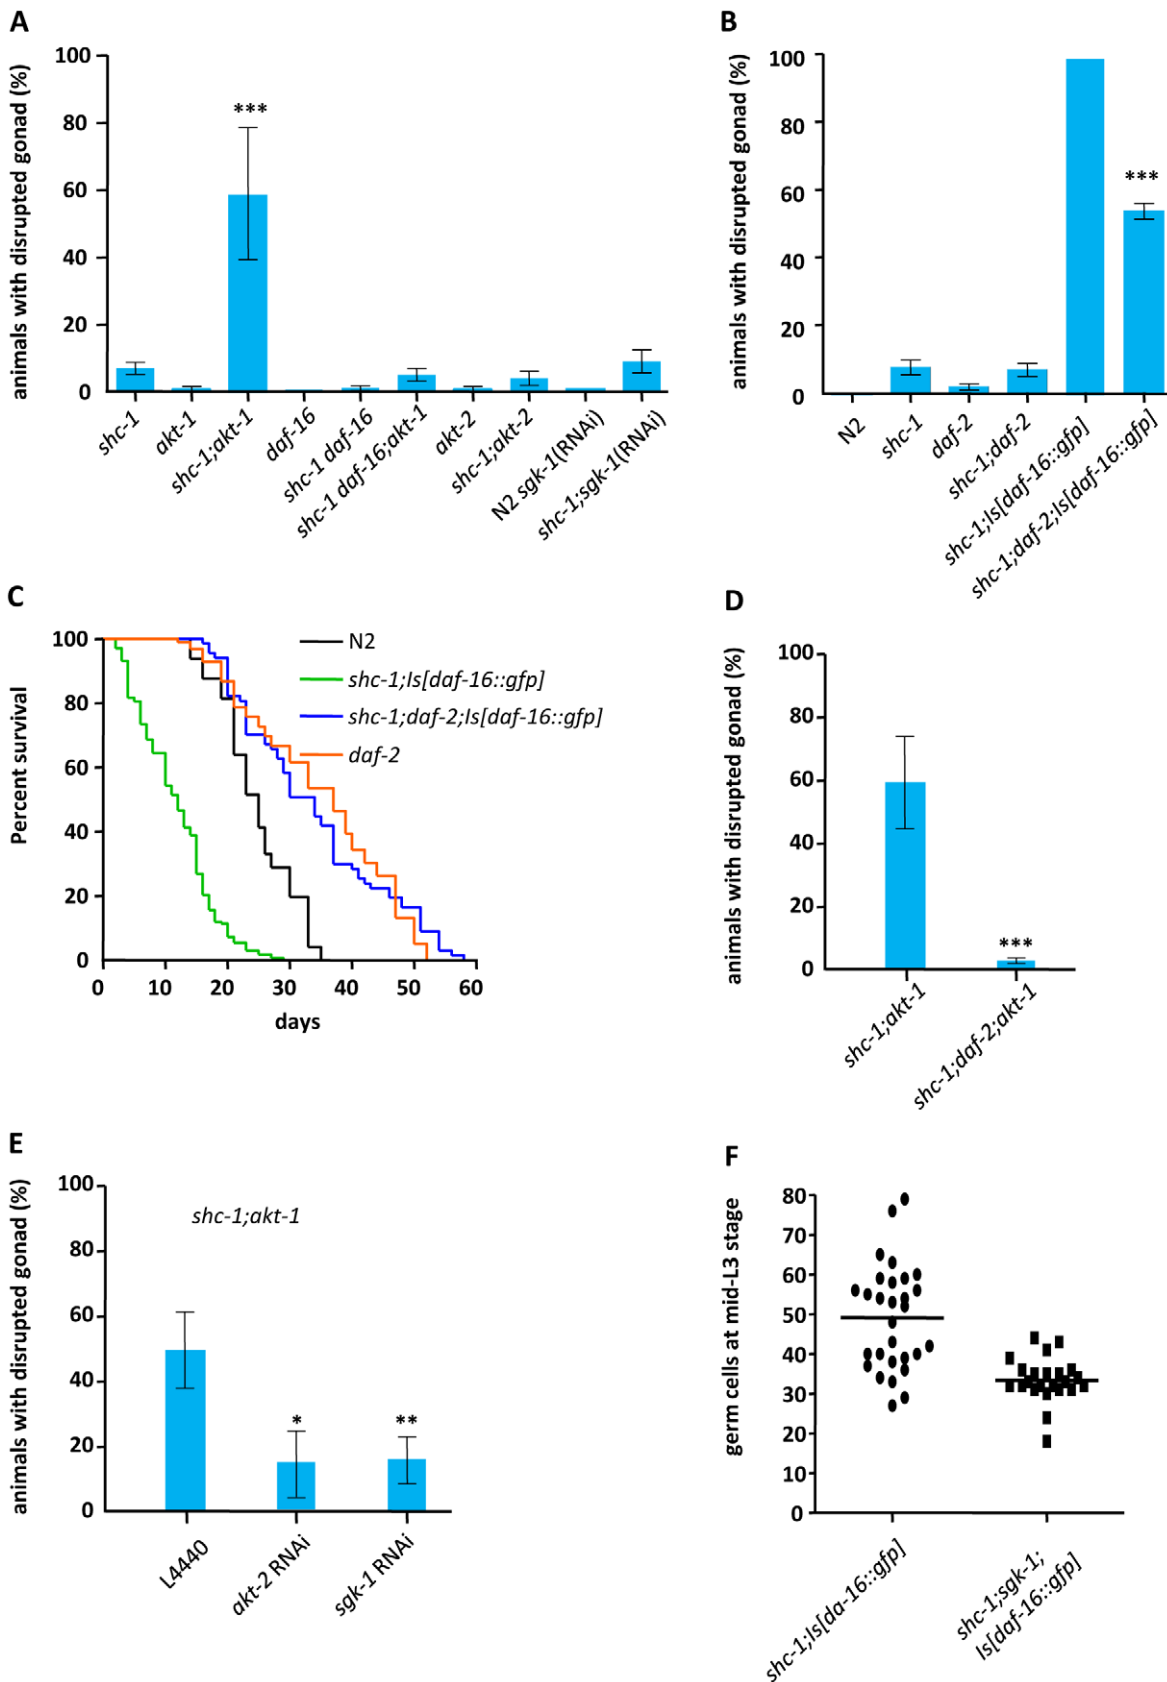 A
animals with disrupted gonad (%)
100
80
60
40
20
0
***
shc-1
akt-1
shc-1;akt-1
daf-16
shc-1 daf-16
shc-1 daf-16;akt-1
akt-2
shc-1;akt-2
N2 sgk-1(RNAi)
shc-1;sgk-1(RNAi)
B
animals with disrupted gonad (%)
100
80
60
40
20
0
***
N2
shc-1
daf-2
shc-1;daf-2
shc-1;Is[daf-16::gfp]
shc-1;daf-2;Is[daf-16::gfp]
C
Percent survival
100
80
60
40
20
0
N2
shc-1;Is[daf-16::gfp]
shc-1;daf-2;Is[daf-16::gfp]
daf-2
0 10 20 30 40 50 60
days
D
animals with disrupted gonad (%)
100
80
60
40
20
0
***
shc-1;akt-1
shc-1;daf-2;akt-1
E
animals with disrupted gonad (%)
100
80
60
40
20
0
shc-1;akt-1
*
**
L4440
akt-2 RNAi
sgk-1 RNAi
F
germ cells at mid-L3 stage
80
70
60
50
40
30
20
10
0
shc-1;Is[da-16::gfp]
shc-1;sgk-1;
Is[daf-16::gfp]